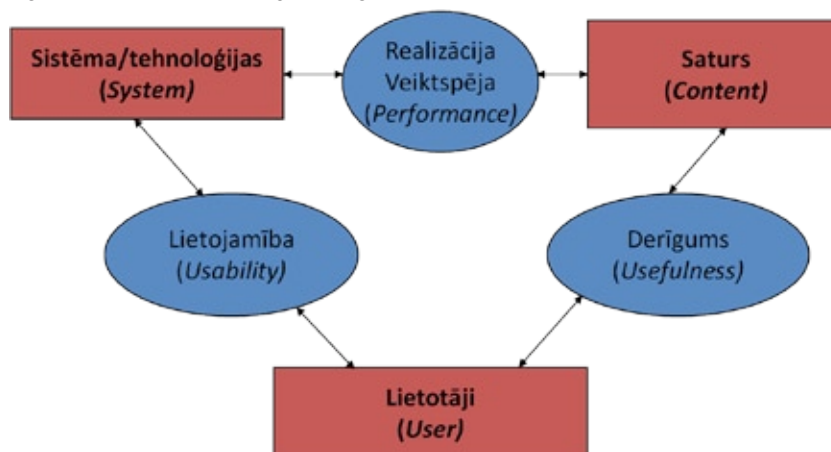 Sistēma/tehnoloģijas
(System)
Realizācija
Veiktspēja
(Performance)
Saturs
(Content)
Lietojamība
(Usability)
Derīgums
(Usefulness)
Lietotāji
(User)